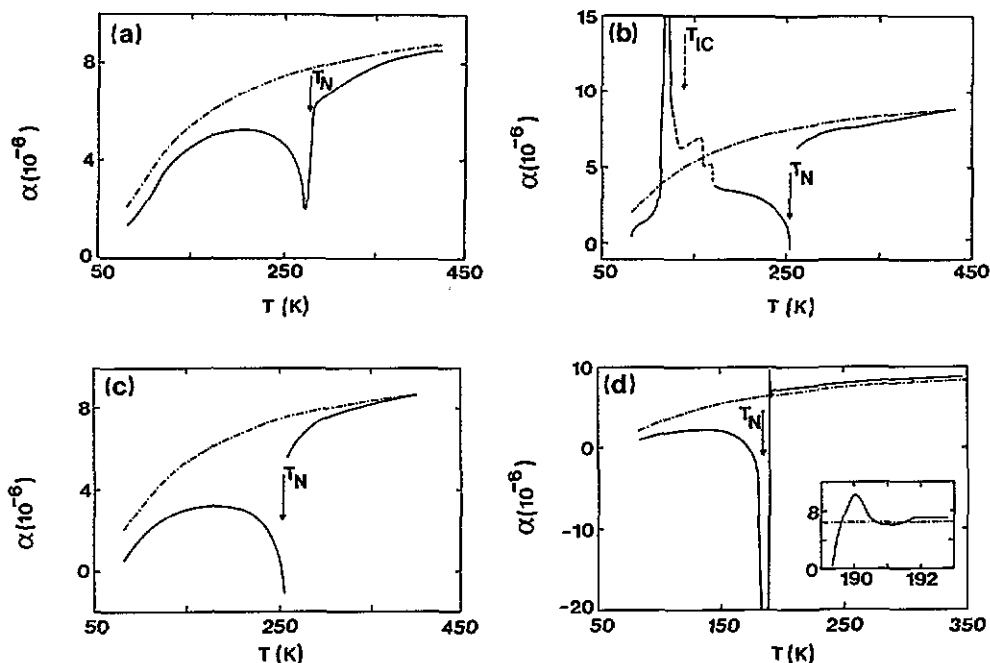 (a)
8
4
0
α(10⁻⁶)
T_N
50
250
450
T (K)
(b)
15
10
5
0
α(10⁻⁶)
T_IC
T_N
50
250
450
T (K)
(c)
8
4
0
α(10⁻⁶)
T_N
50
250
450
T (K)
(d)
10
0
-10
-20
α(10⁻⁶)
T_N
8
0
190
192
50
150
250
350
T (K)